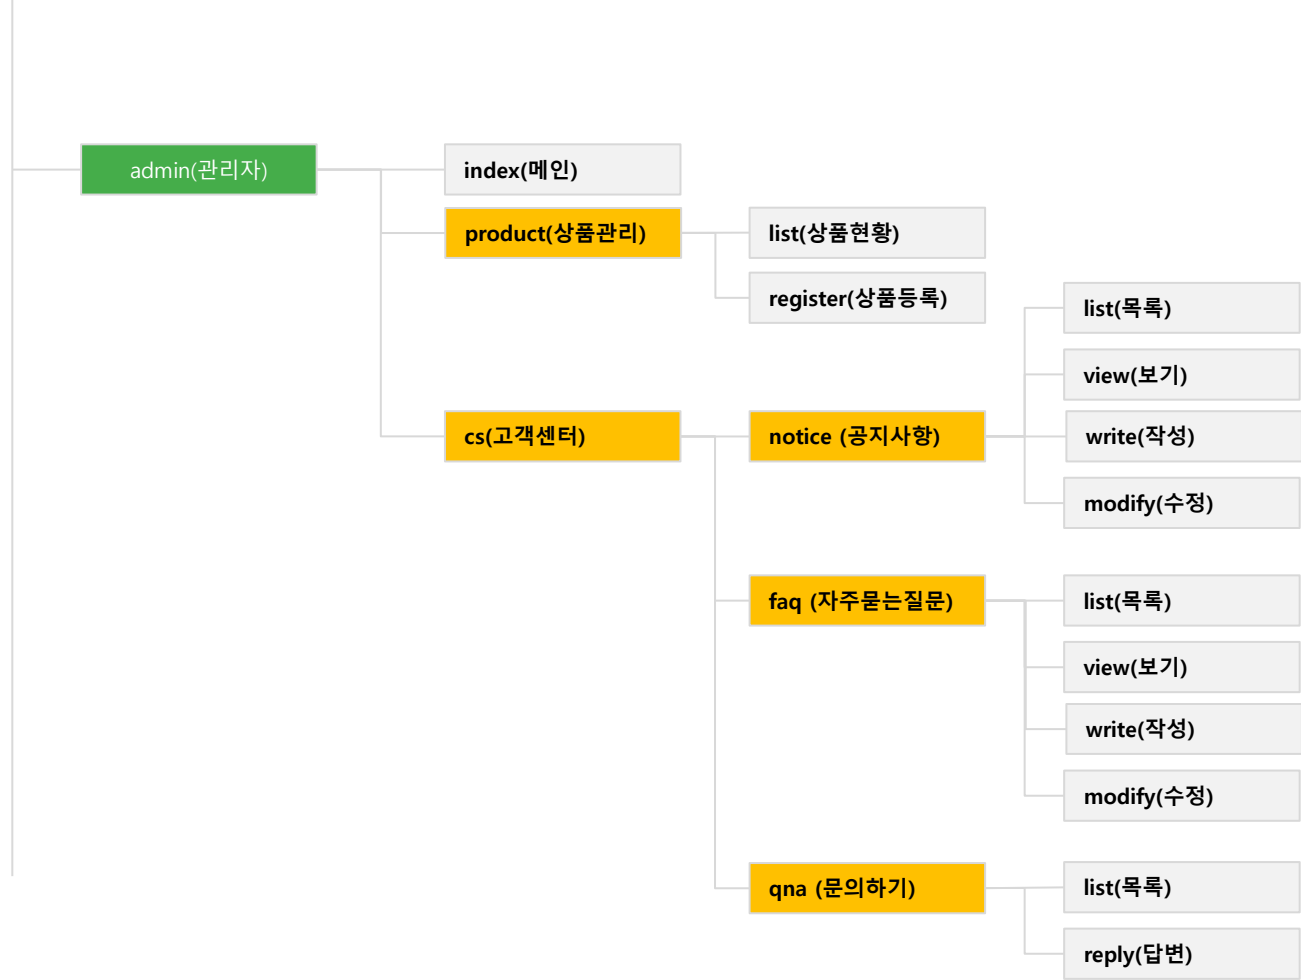 admin(관리자)
index(메인)
product(상품관리)
list(상품현황)
register(상품등록)
cs(고객센터)
notice (공지사항)
list(목록)
view(보기)
write(작성)
modify(수정)
faq (자주묻는질문)
list(목록)
view(보기)
write(작성)
modify(수정)
qna (문의하기)
list(목록)
reply(답변)